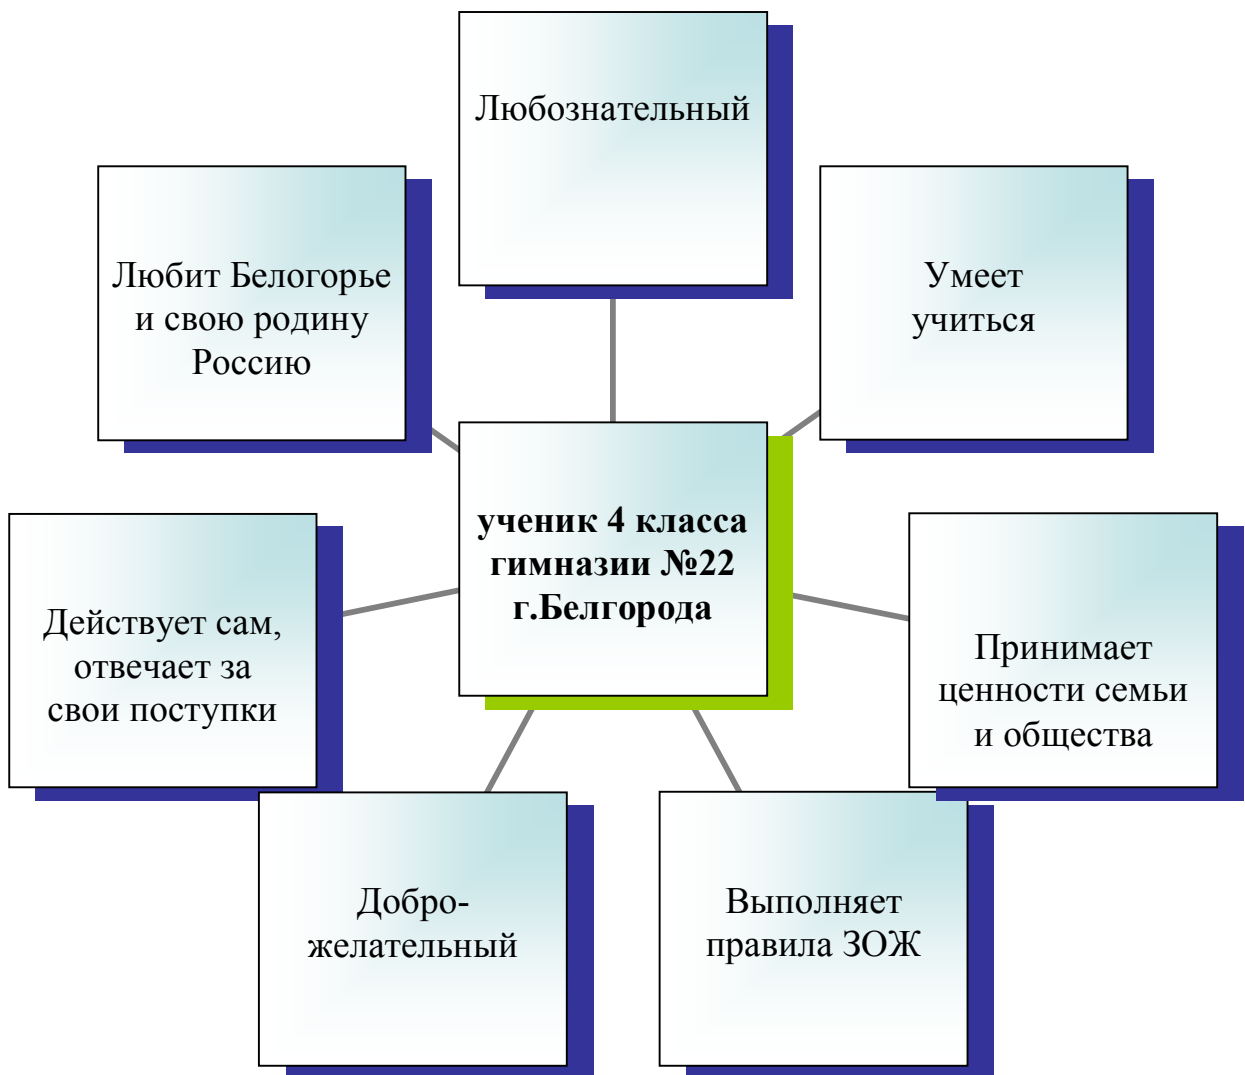 Любознательный
Любит Белогорье
и свою родину
Россию
Умеет
учиться
ученик 4 класса
гимназии №22
г.Белгорода
Действует сам,
отвечает за
свои поступки
Принимает
ценности семьи
и общества
Добро-
желательный
Выполняет
правила ЗОЖ